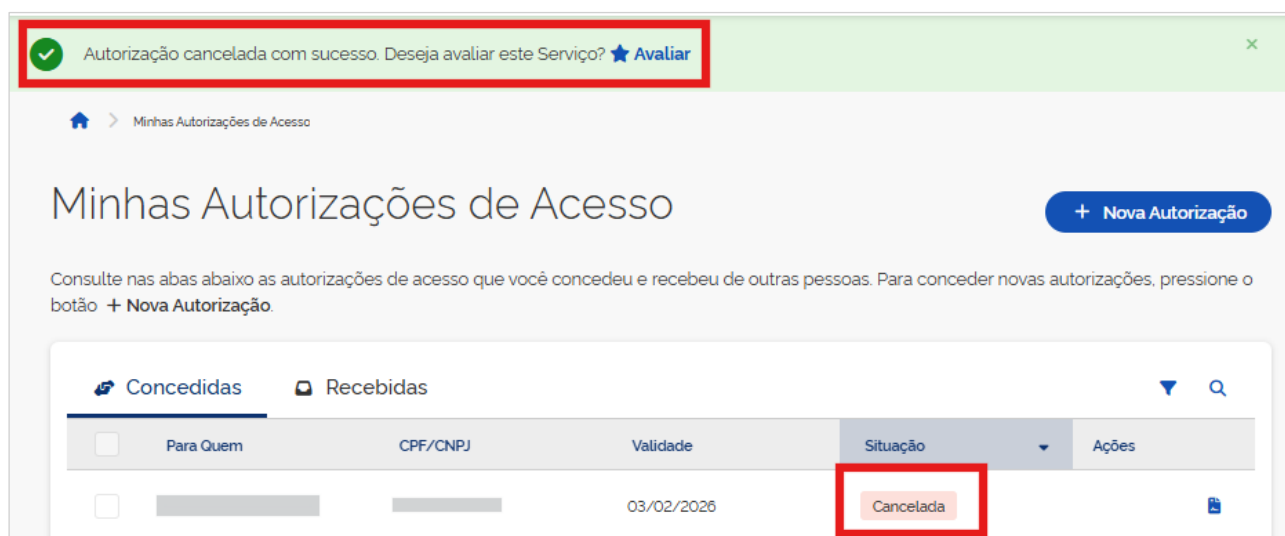 Autorização cancelada com sucesso. Deseja avaliar este Serviço? Avaliar
Minhas Autorizações de Acesso
Minhas Autorizações de Acesso
+ Nova Autorização
Consulte nas abas abaixo as autorizações de acesso que você concedeu e recebeu de outras pessoas. Para conceder novas autorizações, pressione o
botão + Nova Autorização.
Concedidas Recebidas
Para Quem CPF/CNPJ Validade Situação Ações
03/02/2026 Cancelada